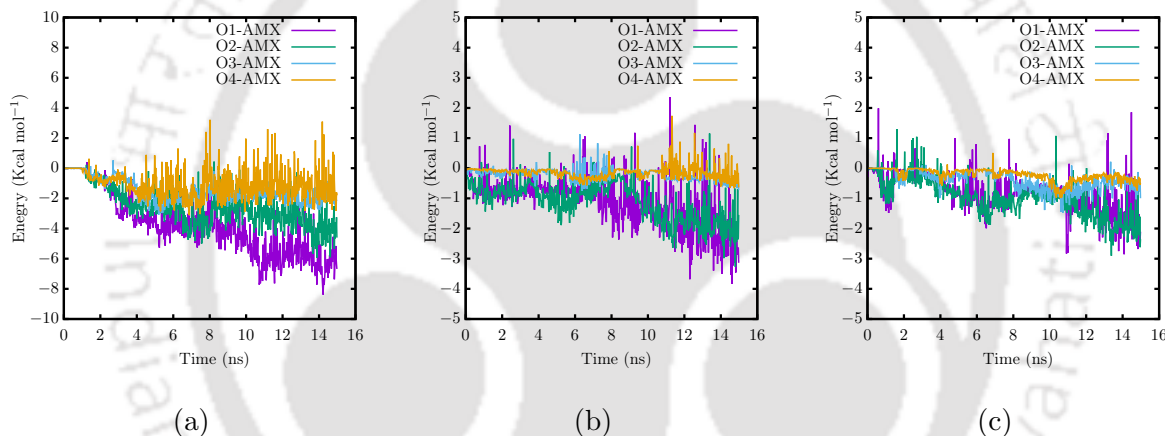 10
8
6
4
2
0
−2
−4
−6
−8
−10
0 2 4 6 8 10 12 14 16
Enegry (Kcal mol⁻¹)
Time (ns)
O1-AMX
O2-AMX
O3-AMX
O4-AMX
(a)
5
4
3
2
1
0
−1
−2
−3
−4
−5
0 2 4 6 8 10 12 14 16
Enegry (Kcal mol⁻¹)
Time (ns)
O1-AMX
O2-AMX
O3-AMX
O4-AMX
(b)
5
4
3
2
1
0
−1
−2
−3
−4
−5
0 2 4 6 8 10 12 14 16
Enegry (Kcal mol⁻¹)
Time (ns)
O1-AMX
O2-AMX
O3-AMX
O4-AMX
(c)
Indian